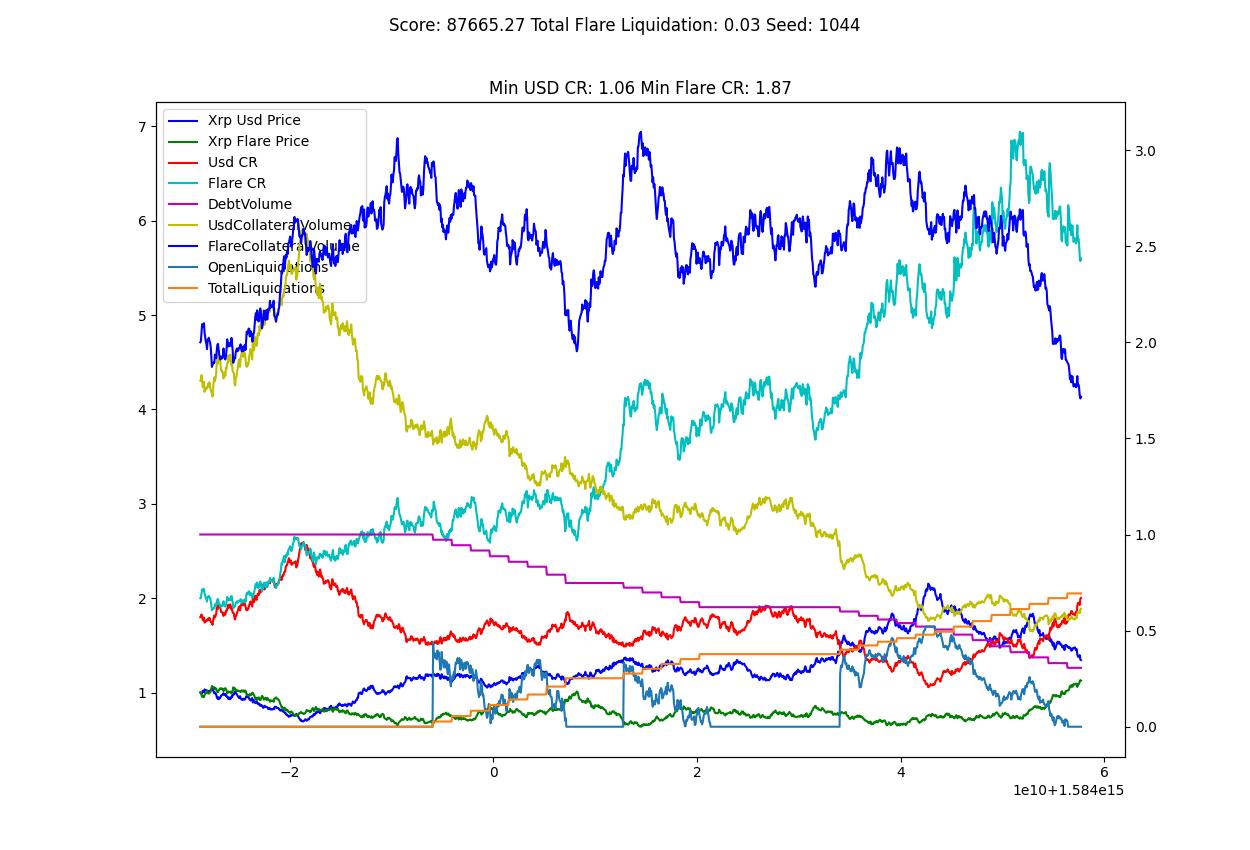 Score: 87665.27 Total Flare Liquidation: 0.03 Seed: 1044
Min USD CR: 1.06 Min Flare CR: 1.87
Xrp Usd Price
Xrp Flare Price
Usd CR
Flare CR
DebtVolume
UsdCollateralVolume
FlareCollateralVolume
OpenLiquidations
TotalLiquidations
7
6
5
4
3
2
1
3.0
2.5
2.0
1.5
1.0
0.5
0.0
−2
0
2
4
6
1e10+1.584e15